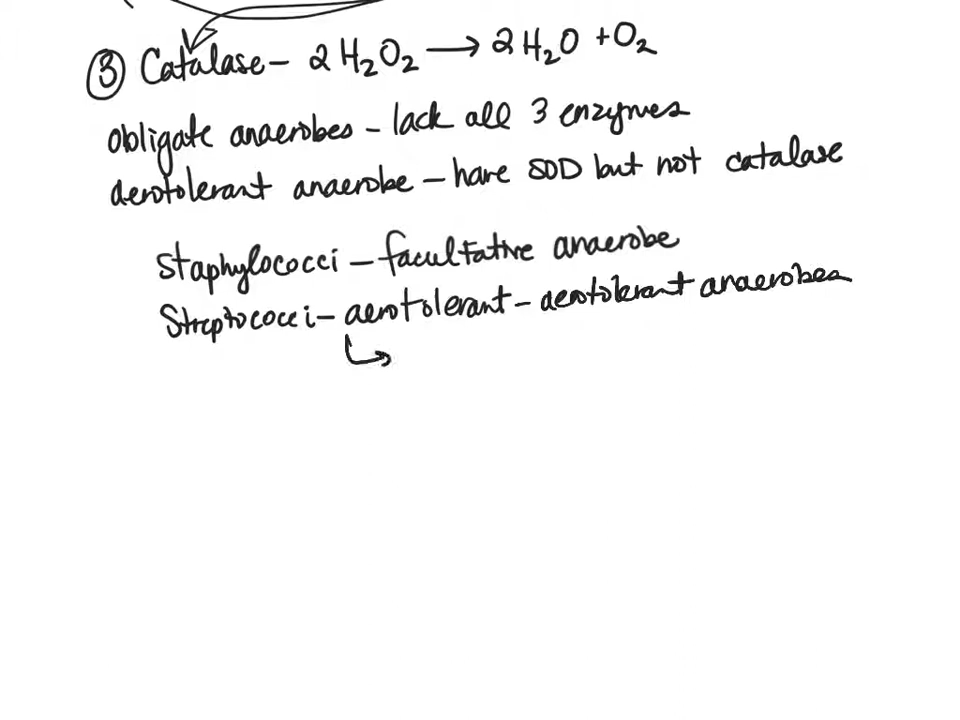 ③ Catalase - 2 H₂O₂ → 2 H₂O + O₂
obligate anaerobes - lack all 3 enzymes
aerotolerant anaerobe - have SOD but not catalase
Staphylococci - facultative anaerobe
Streptococci - aerotolerant - aerotolerant anaerobes